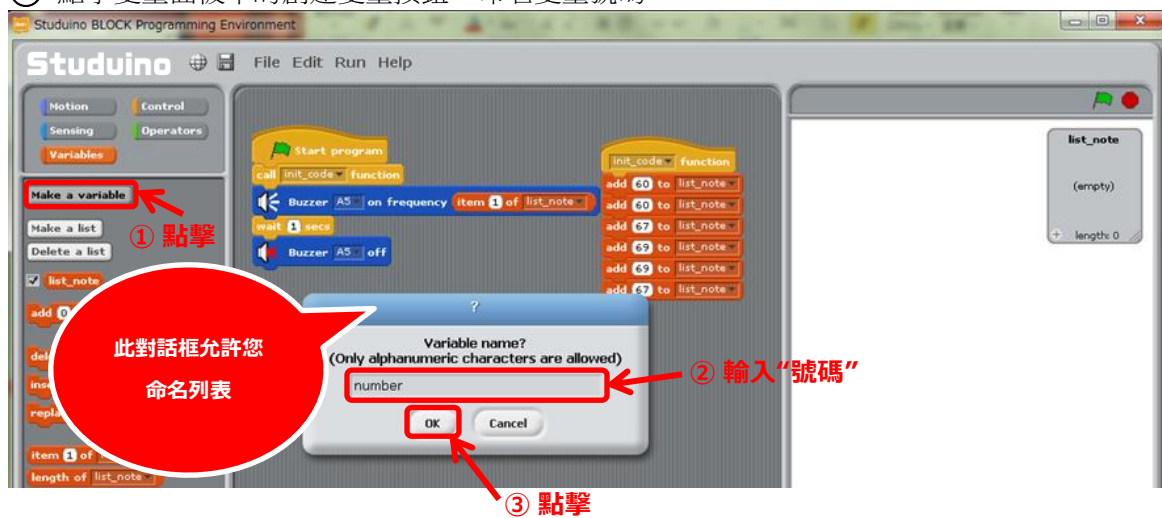 Studuino BLOCK Programming Environment
Studuino File Edit Run Help
Motion Control
Sensing Operators
Variables
Make a variable
① 點擊
Make a list
Delete a list
list_note
add 0
item 1 of
length of list_note
Start program
call init_code function
Buzzer A5 on frequency item 1 of list_note
wait 1 secs
Buzzer A5 off
init_code function
add 60 to list_note
add 60 to list_note
add 67 to list_note
add 69 to list_note
add 69 to list_note
add 67 to list_note
list_note
(empty)
+ length: 0
此對話框允許您
命名列表
?
Variable name?
(Only alphanumeric characters are allowed)
number
② 輸入“號碼”
OK Cancel
③ 點擊